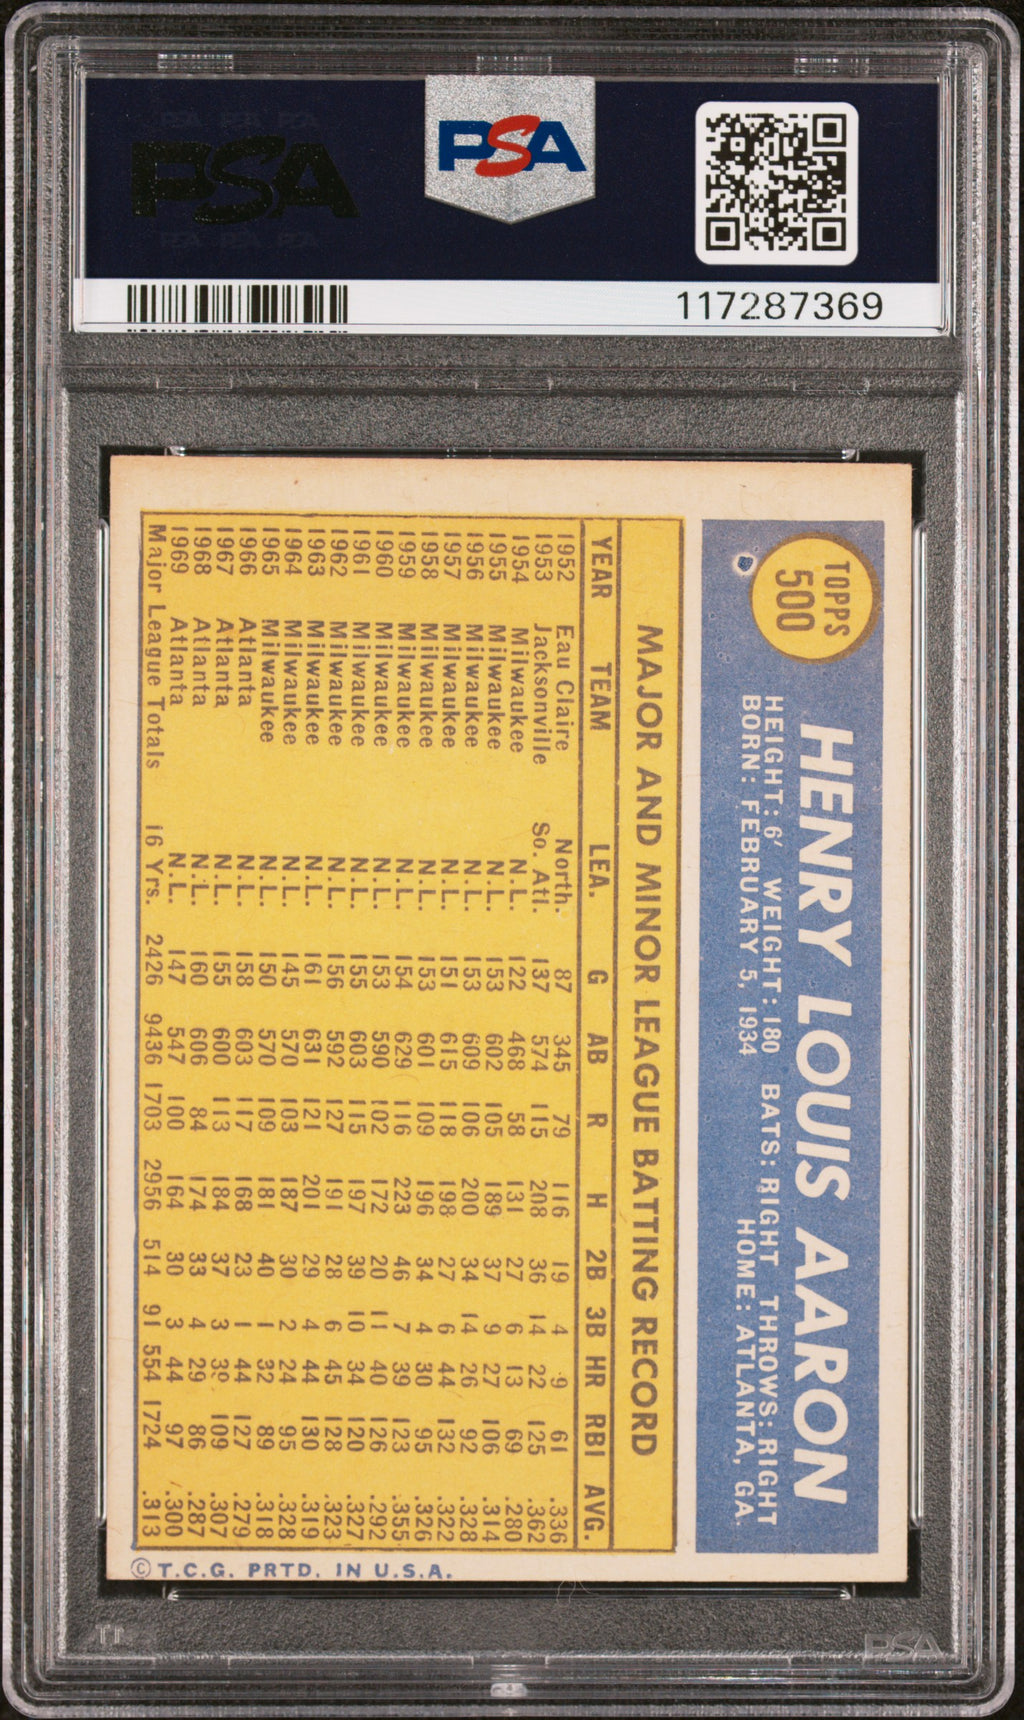 PSA
PSA
117287369
TOPPS
500
HENRY LOUIS AARON
HEIGHT: 6′ WEIGHT: 180 BATS: RIGHT THROWS: RIGHT
BORN: FEBRUARY 5, 1934 HOME: ATLANTA, GA.
MAJOR AND MINOR LEAGUE BATTING RECORD
YEAR TEAM LEA. G AB R H 2B 3B HR RBI AVG.
1952 Eau Claire North. 87 345 79 116 19 4 9 61 .336
1953 Jacksonville So. Atl. 137 574 115 208 36 14 22 125 .362
1954 Milwaukee N.L. 122 468 58 131 27 6 13 69 .280
1955 Milwaukee N.L. 153 602 105 189 37 9 27 106 .314
1956 Milwaukee N.L. 153 609 106 200 34 14 26 92 .328
1957 Milwaukee N.L. 151 615 118 198 27 6 44 132 .322
1958 Milwaukee N.L. 153 601 109 196 34 4 30 95 .326
1959 Milwaukee N.L. 154 629 116 223 46 7 39 123 .355
1960 Milwaukee N.L. 153 590 102 172 20 11 40 126 .292
1961 Milwaukee N.L. 155 603 115 197 39 10 34 120 .327
1962 Milwaukee N.L. 156 592 127 191 28 6 45 128 .323
1963 Milwaukee N.L. 161 631 121 201 29 4 44 130 .319
1964 Milwaukee N.L. 145 570 103 187 30 2 24 95 .328
1965 Milwaukee N.L. 150 570 109 181 40 1 32 89 .318
1966 Atlanta N.L. 158 603 117 168 23 1 44 127 .279
1967 Atlanta N.L. 155 600 113 184 37 3 39 109 .307
1968 Atlanta N.L. 160 606 84 174 33 4 29 86 .287
1969 Atlanta N.L. 147 547 100 164 30 3 44 97 .300
Major League Totals 16 Yrs. 2426 9436 1703 2956 514 91 554 1724 .313
©T.C.G. PRTD. IN U.S.A.
PSA